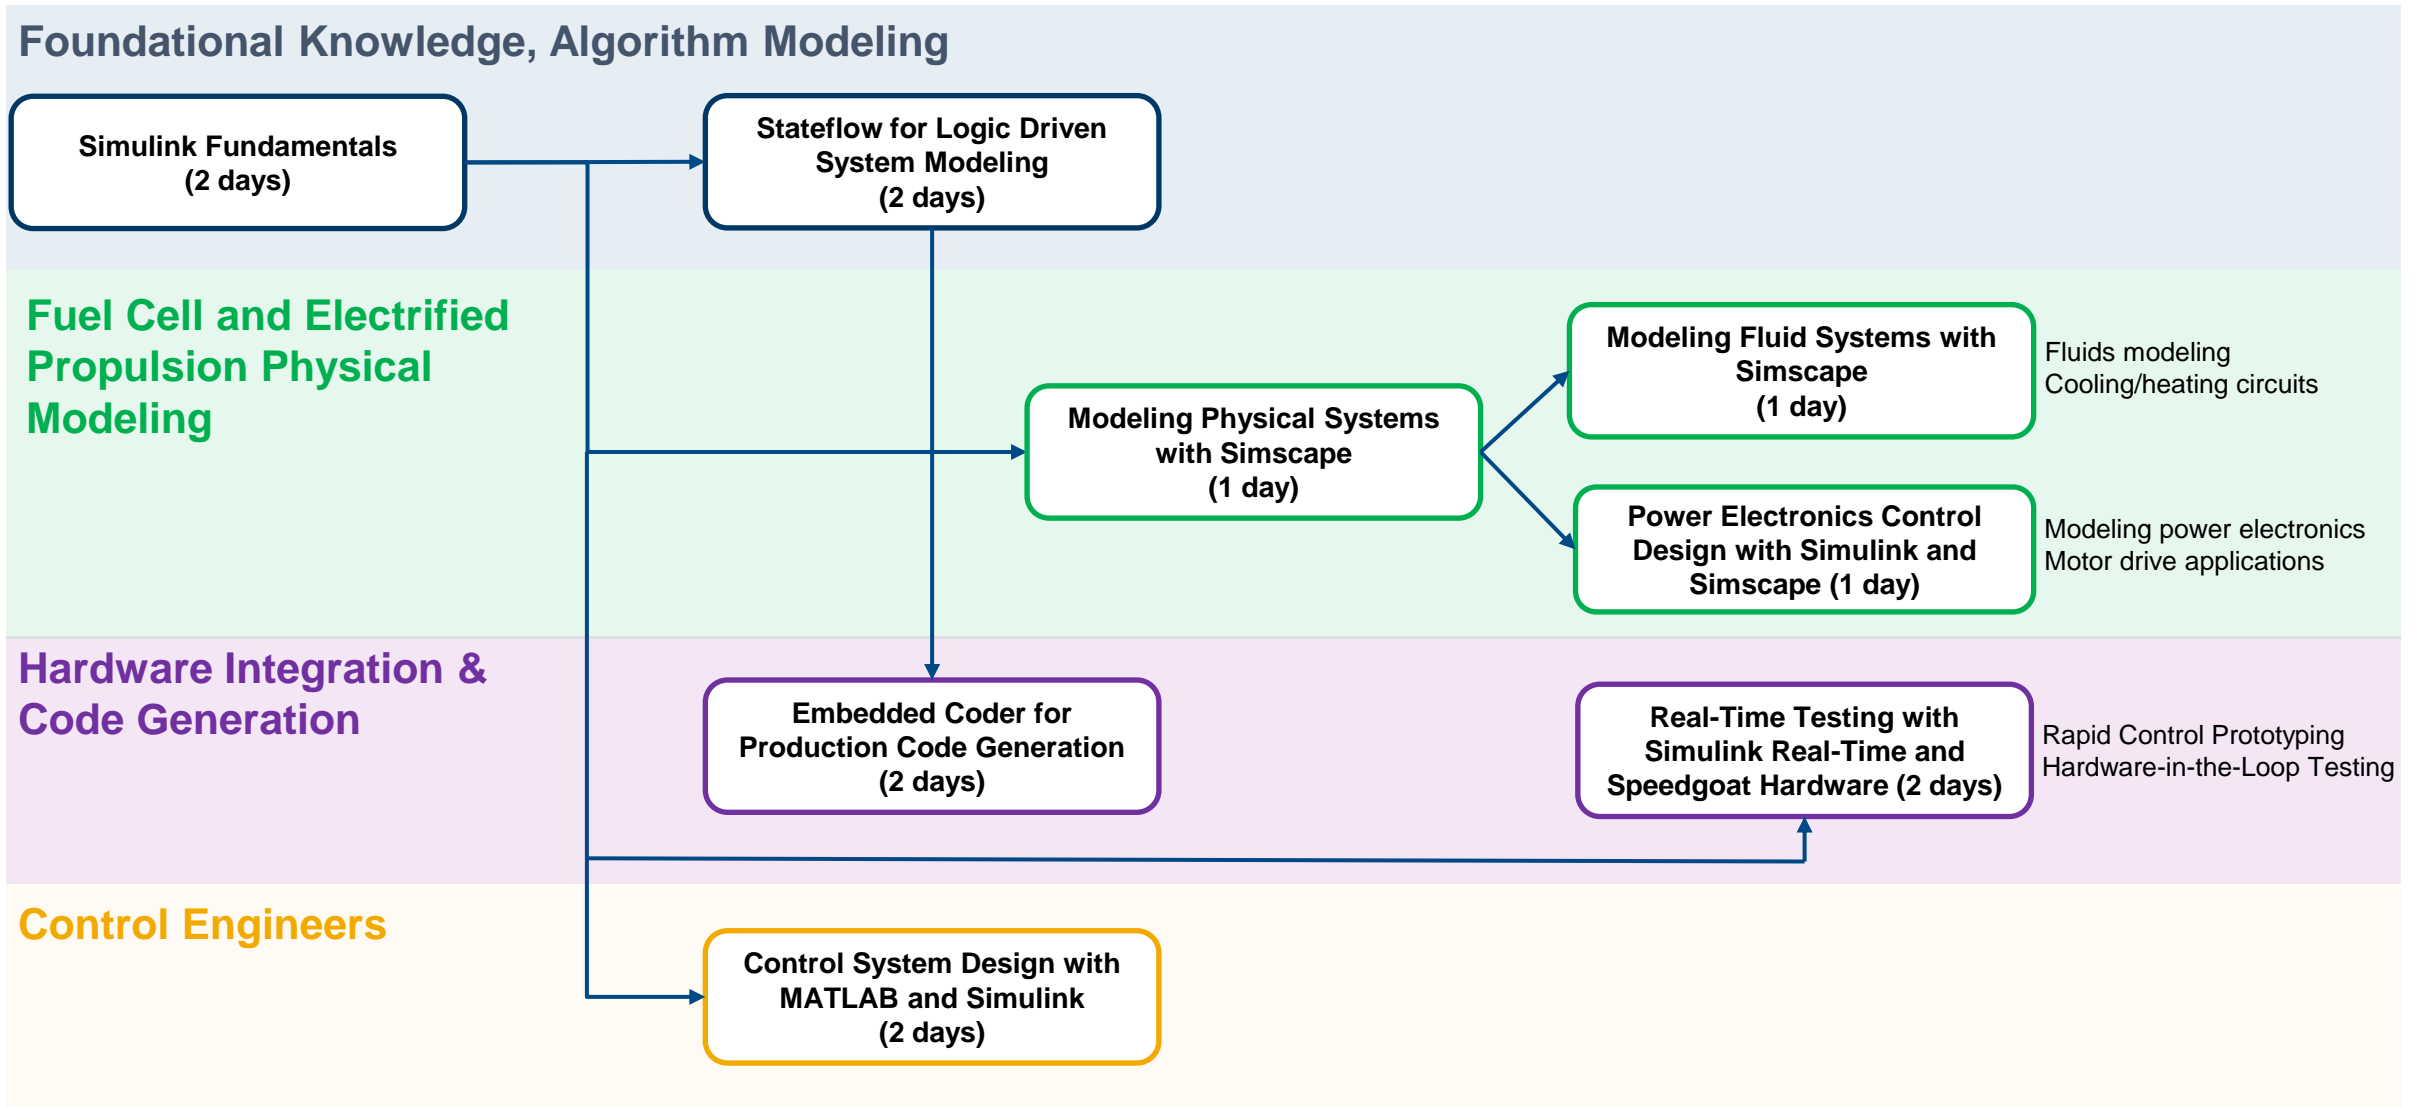 Foundational Knowledge, Algorithm Modeling
Simulink Fundamentals
(2 days)
Stateflow for Logic Driven
System Modeling
(2 days)
Fuel Cell and Electrified
Propulsion Physical
Modeling
Modeling Physical Systems
with Simscape
(1 day)
Modeling Fluid Systems with
Simscape
(1 day)
Fluids modeling
Cooling/heating circuits
Power Electronics Control
Design with Simulink and
Simscape (1 day)
Modeling power electronics
Motor drive applications
Hardware Integration &
Code Generation
Embedded Coder for
Production Code Generation
(2 days)
Real-Time Testing with
Simulink Real-Time and
Speedgoat Hardware (2 days)
Rapid Control Prototyping
Hardware-in-the-Loop Testing
Control Engineers
Control System Design with
MATLAB and Simulink
(2 days)